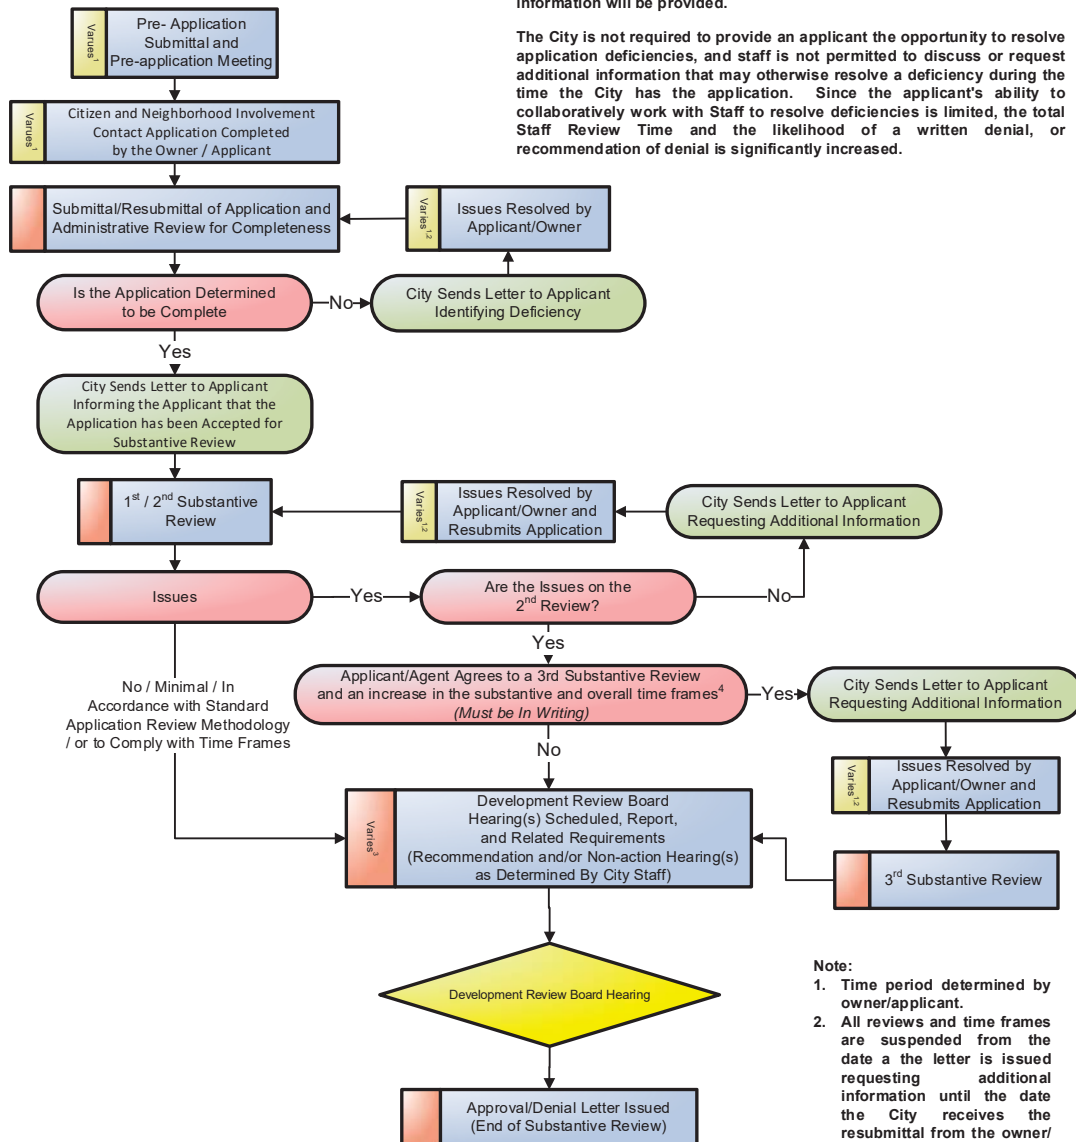 information will be provided.
The City is not required to provide an applicant the opportunity to resolve
application deficiencies, and staff is not permitted to discuss or request
additional information that may otherwise resolve a deficiency during the
time the City has the application. Since the applicant's ability to
collaboratively work with Staff to resolve deficiencies is limited, the total
Staff Review Time and the likelihood of a written denial, or
recommendation of denial is significantly increased.
Varues1
Pre- Application
Submittal and
Pre-application Meeting
Varues1
Citizen and Neighborhood Involvement
Contact Application Completed
by the Owner / Applicant
Submittal/Resubmittal of Application and
Administrative Review for Completeness
Varies1,2
Issues Resolved by
Applicant/Owner
Is the Application Determined
to be Complete
No
City Sends Letter to Applicant
Identifying Deficiency
Yes
City Sends Letter to Applicant
Informing the Applicant that the
Application has been Accepted for
Substantive Review
1st / 2nd Substantive
Review
Varies1,2
Issues Resolved by
Applicant/Owner and
Resubmits Application
City Sends Letter to Applicant
Requesting Additional Information
Issues
Yes
Are the Issues on the
2nd Review?
No
Yes
No / Minimal / In
Accordance with Standard
Application Review Methodology
/ or to Comply with Time Frames
Applicant/Agent Agrees to a 3rd Substantive Review
and an increase in the substantive and overall time frames4
(Must be In Writing)
Yes
City Sends Letter to Applicant
Requesting Additional Information
No
Varies1,2
Issues Resolved by
Applicant/Owner and
Resubmits Application
Varies3
Development Review Board
Hearing(s) Scheduled, Report,
and Related Requirements
(Recommendation and/or Non-action Hearing(s)
as Determined By City Staff)
3rd Substantive Review
Development Review Board Hearing
Approval/Denial Letter Issued
(End of Substantive Review)
Note:
1. Time period determined by
owner/applicant.
2. All reviews and time frames
are suspended from the
date a the letter is issued
requesting additional
information until the date
the City receives the
resubmittal from the owner/